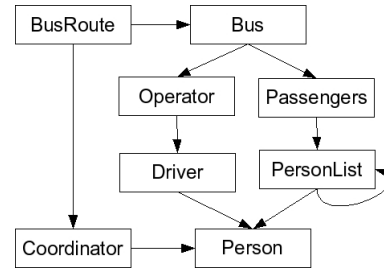 BusRoute
Bus
Operator
Passengers
Driver
PersonList
Coordinator
Person